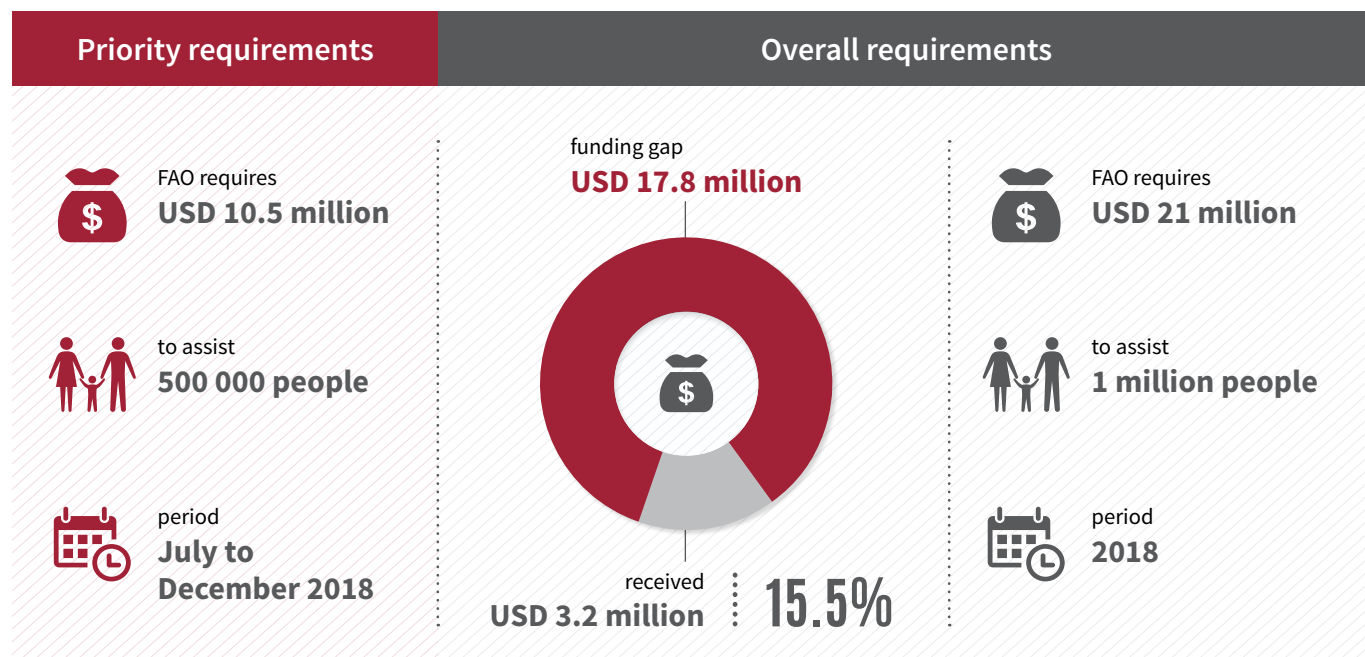 Priority requirements
Overall requirements
FAO requires
USD 10.5 million
to assist
500 000 people
period
July to
December 2018
funding gap
USD 17.8 million
$
received
USD 3.2 million
15.5%
$
FAO requires
USD 21 million
to assist
1 million people
period
2018
$